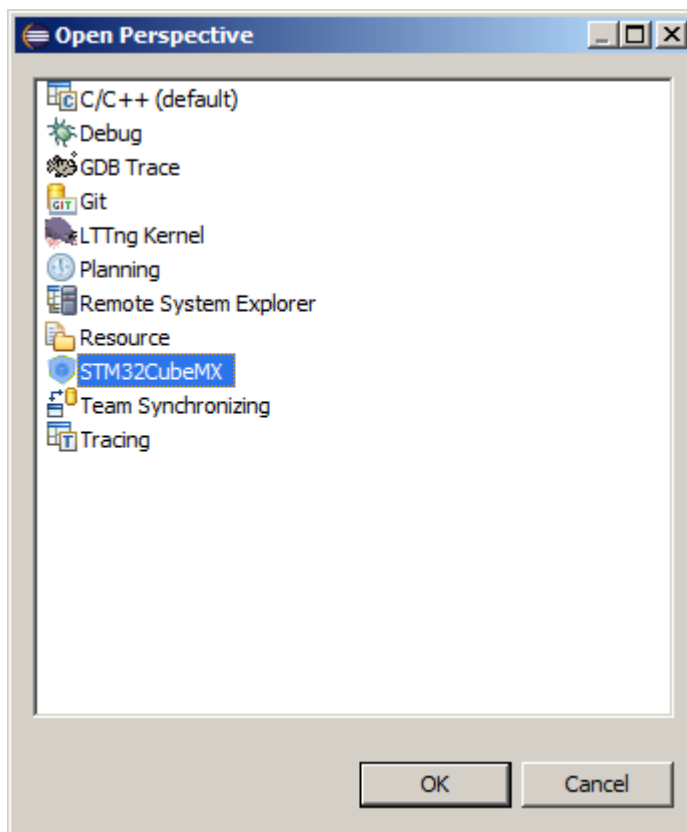 Open Perspective
C/C++ (default)
Debug
GDB Trace
GIT Git
LTTng Kernel
Planning
Remote System Explorer
Resource
STM32CubeMX
Team Synchronizing
Tracing
OK Cancel